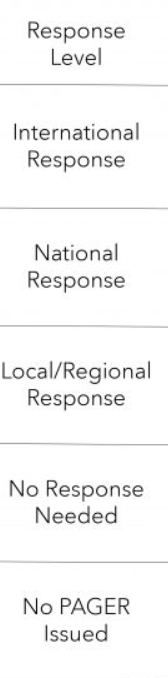 Response
Level
International
Response
National
Response
Local/Regional
Response
No Response
Needed
No PAGER
Issued